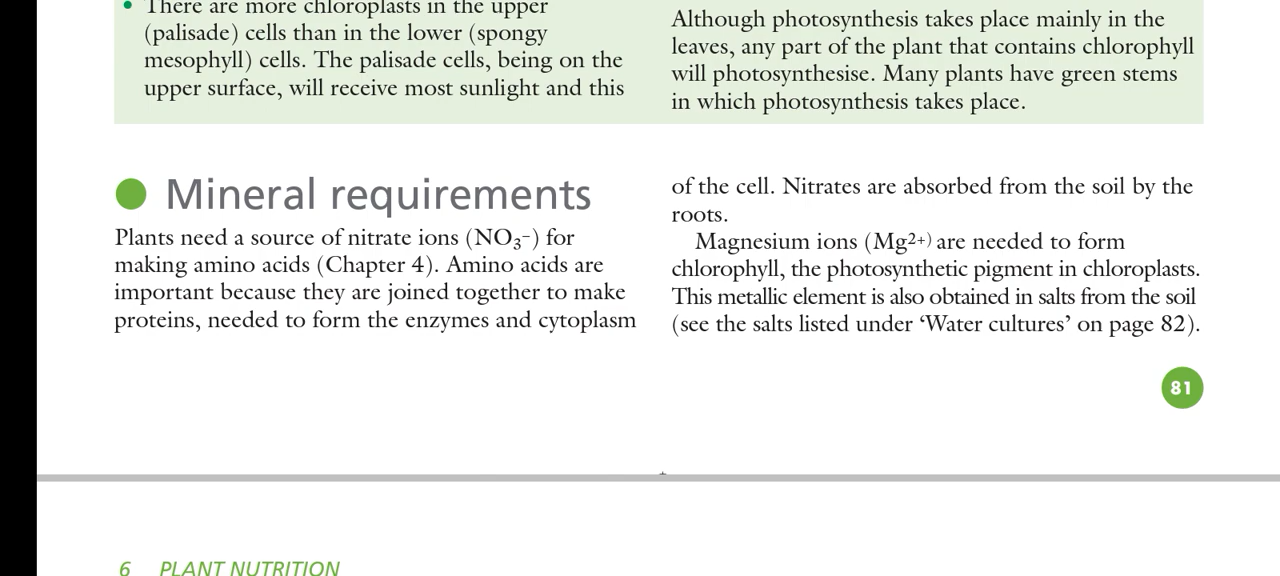 There are more chloroplasts in the upper
(palisade) cells than in the lower (spongy
mesophyll) cells. The palisade cells, being on the
upper surface, will receive most sunlight and this
Although photosynthesis takes place mainly in the
leaves, any part of the plant that contains chlorophyll
will photosynthesise. Many plants have green stems
in which photosynthesis takes place.
Mineral requirements
Plants need a source of nitrate ions (NO₃⁻) for
making amino acids (Chapter 4). Amino acids are
important because they are joined together to make
proteins, needed to form the enzymes and cytoplasm
of the cell. Nitrates are absorbed from the soil by the
roots.
Magnesium ions (Mg²⁺) are needed to form
chlorophyll, the photosynthetic pigment in chloroplasts.
This metallic element is also obtained in salts from the soil
(see the salts listed under ‘Water cultures’ on page 82).
81
6 PLANT NUTRITION